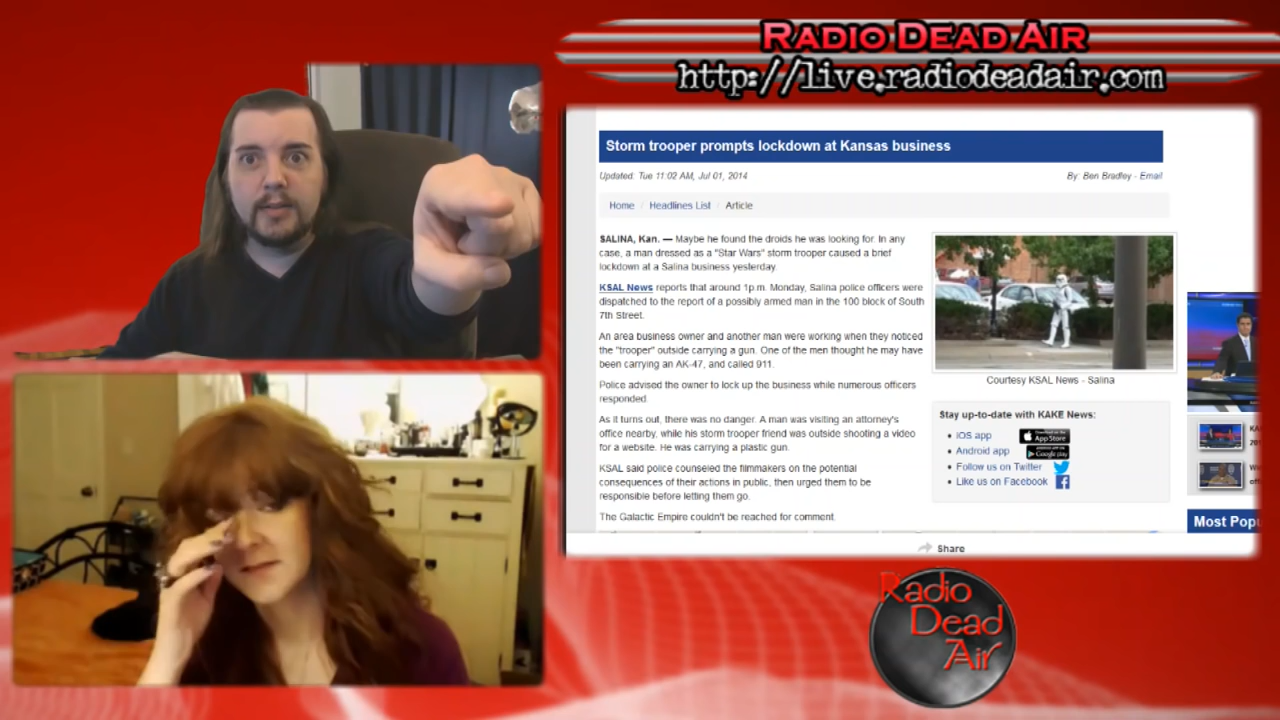 RADIO DEAD AIR
http://live.radiodeadair.com
Storm trooper prompts lockdown at Kansas business
Updated: Tue 11:02 AM, Jul 01, 2014
By: Ben Bradley - Email
Home / Headlines List / Article
SALINA, Kan. — Maybe he found the droids he was looking for. In any
case, a man dressed as a "Star Wars" storm trooper caused a brief
lockdown at a Salina business yesterday.
KSAL News reports that around 1p.m. Monday, Salina police officers were
dispatched to the report of a possibly armed man in the 100 block of South
7th Street.
An area business owner and another man were working when they noticed
the "trooper" outside carrying a gun. One of the men thought he may have
been carrying an AK-47, and called 911.
Police advised the owner to lock up the business while numerous officers
responded.
As it turns out, there was no danger. A man was visiting an attorney's
office nearby, while his storm trooper friend was outside shooting a video
for a website. He was carrying a plastic gun.
KSAL said police counseled the filmmakers on the potential
consequences of their actions in public, then urged them to be
responsible before letting them go.
The Galactic Empire couldn't be reached for comment.
Courtesy KSAL News - Salina
Stay up-to-date with KAKE News:
• iOS app
App Store
• Android app
Google play
• Follow us on Twitter
• Like us on Facebook
Most Popu
Share
Radio
Dead
Air